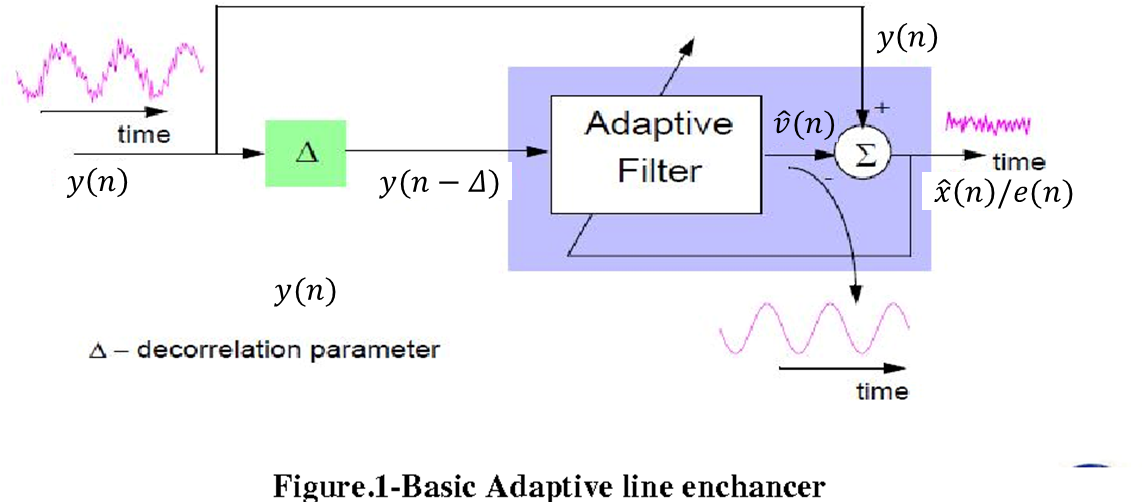 y(n)
+
time
Δ
Adaptive
Filter
v̂(n)
Σ
time
y(n)
y(n − Δ)
-
x̂(n)/e(n)
y(n)
Δ – decorrelation parameter
time
Figure.1-Basic Adaptive line enchancer